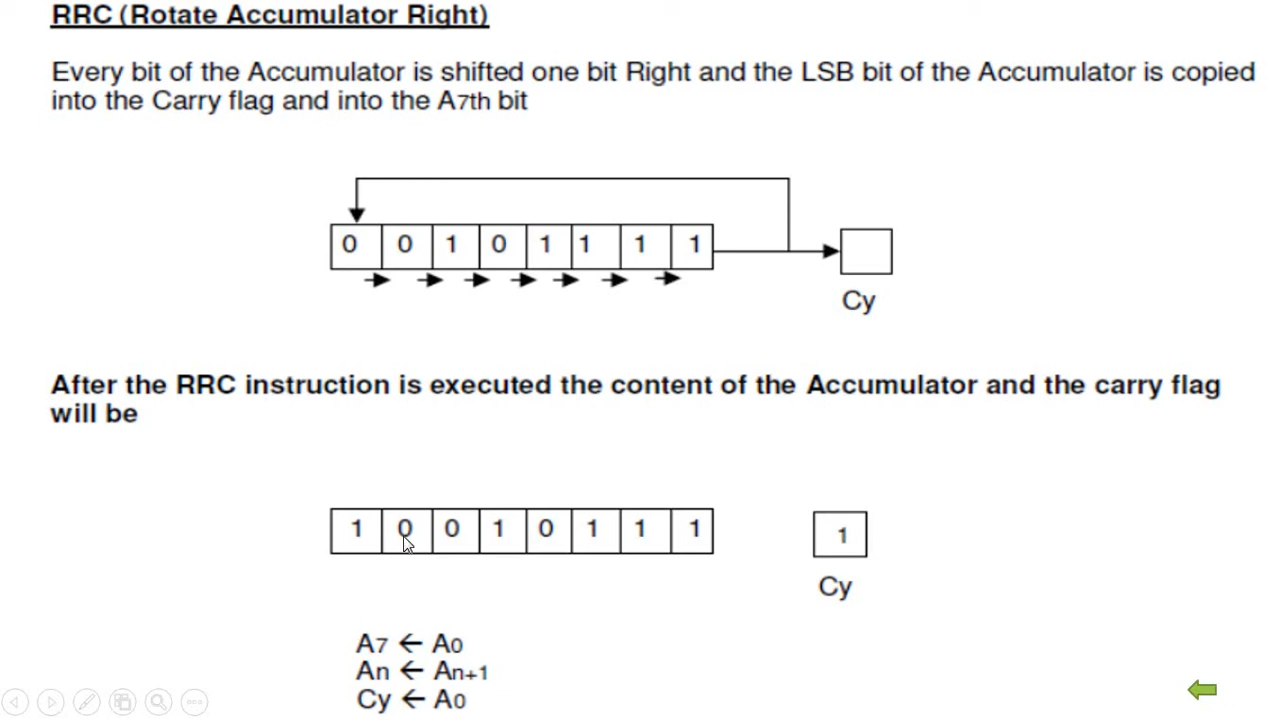 RRC (Rotate Accumulator Right)
Every bit of the Accumulator is shifted one bit Right and the LSB bit of the Accumulator is copied
into the Carry flag and into the A7th bit
0 0 1 0 1 1 1 1
Cy
After the RRC instruction is executed the content of the Accumulator and the carry flag
will be
1 0 0 1 0 1 1 1 1
Cy
A7 ← A0
An ← An+1
Cy ← A0